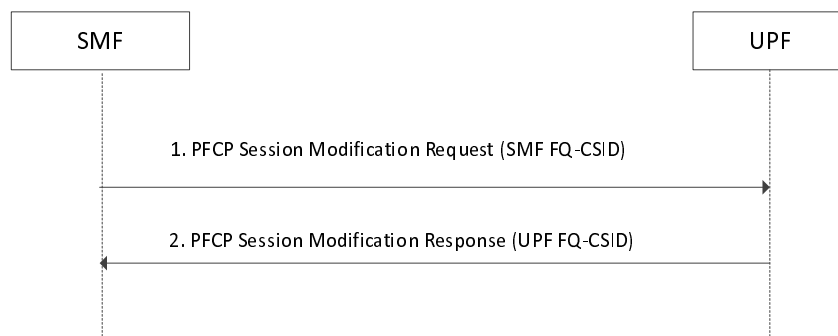 SMF
UPF
1. PFCP Session Modification Request (SMF FQ-CSID)
2. PFCP Session Modification Response (UPF FQ-CSID)